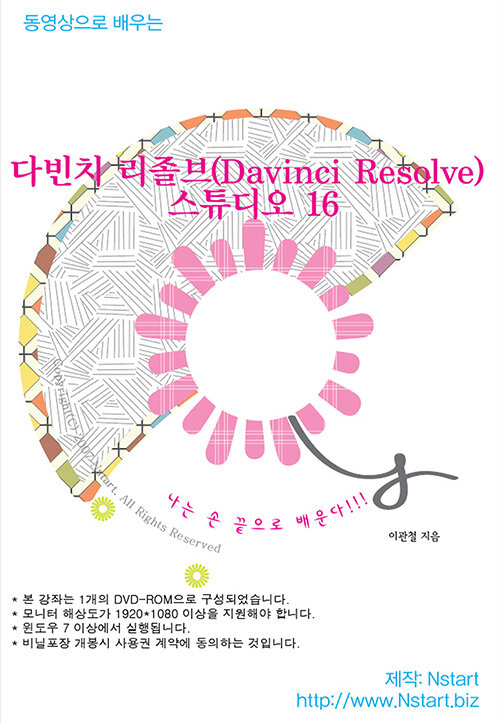 동영상으로 배우는
다빈치 리졸브(Davinci Resolve)
스튜디오 16
Copyright(C) 2007 Nstart. All Rights Reserved
나는 손 끝으로 배운다!!!
이관철 지음
* 본 강좌는 1개의 DVD-ROM으로 구성되었습니다.
* 모니터 해상도가 1920*1080 이상을 지원해야 합니다.
* 윈도우 7 이상에서 실행됩니다.
* 비닐포장 개봉시 사용권 계약에 동의하는 것입니다.
제작: Nstart
http://www.Nstart.biz